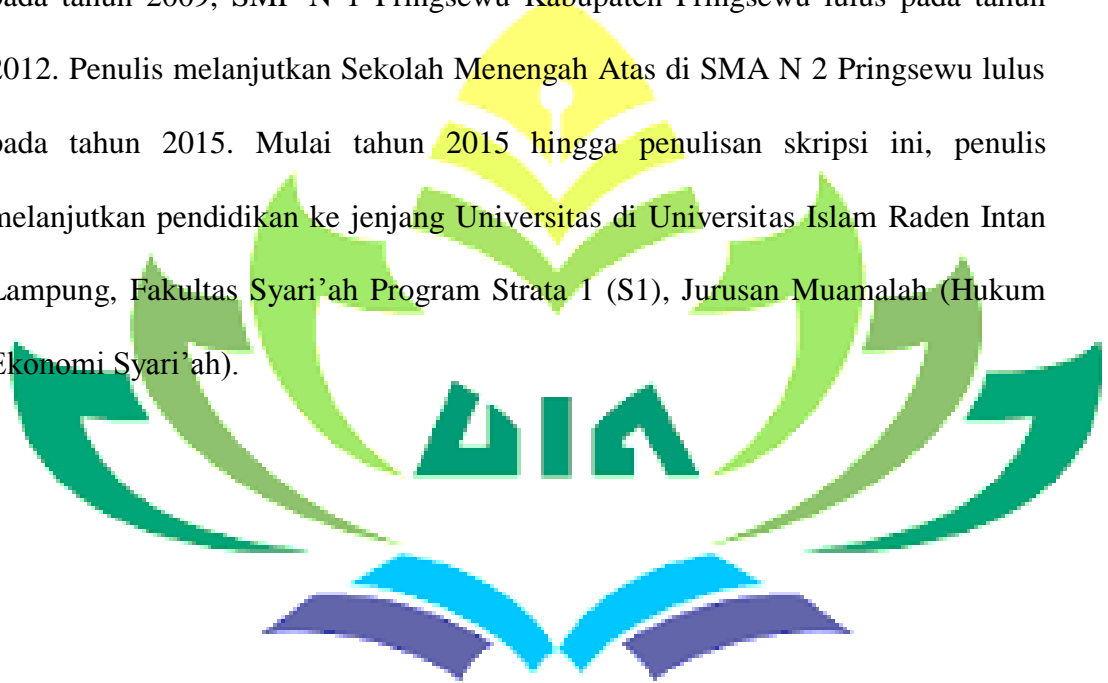 pada tahun 2009, SMP N 1 Pringsewu Kabupaten Pringsewu lulus pada tahun
2012. Penulis melanjutkan Sekolah Menengah Atas di SMA N 2 Pringsewu lulus
pada tahun 2015. Mulai tahun 2015 hingga penulisan skripsi ini, penulis
melanjutkan pendidikan ke jenjang Universitas di Universitas Islam Raden Intan
Lampung, Fakultas Syari’ah Program Strata 1 (S1), Jurusan Muamalah (Hukum
Ekonomi Syari’ah).
UIN